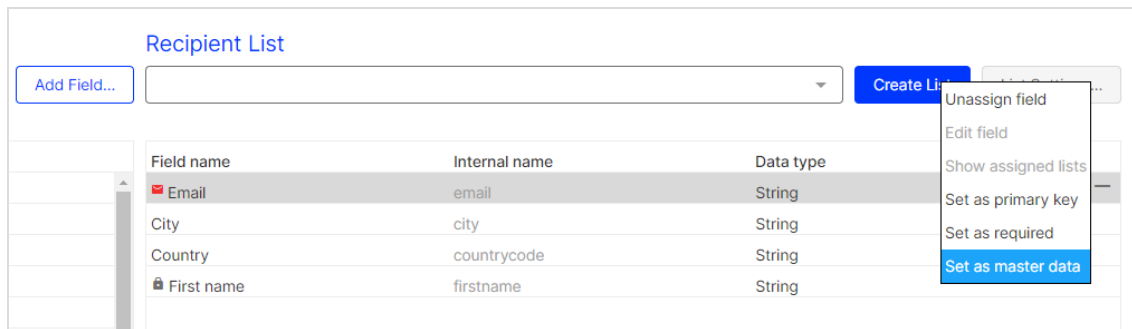 Recipient List
Add Field...
Create Lis
Unassign field
Edit field
Show assigned lists
Set as primary key
Set as required
Set as master data
Field name Internal name Data type
Email email String
City city String
Country countrycode String
First name firstname String